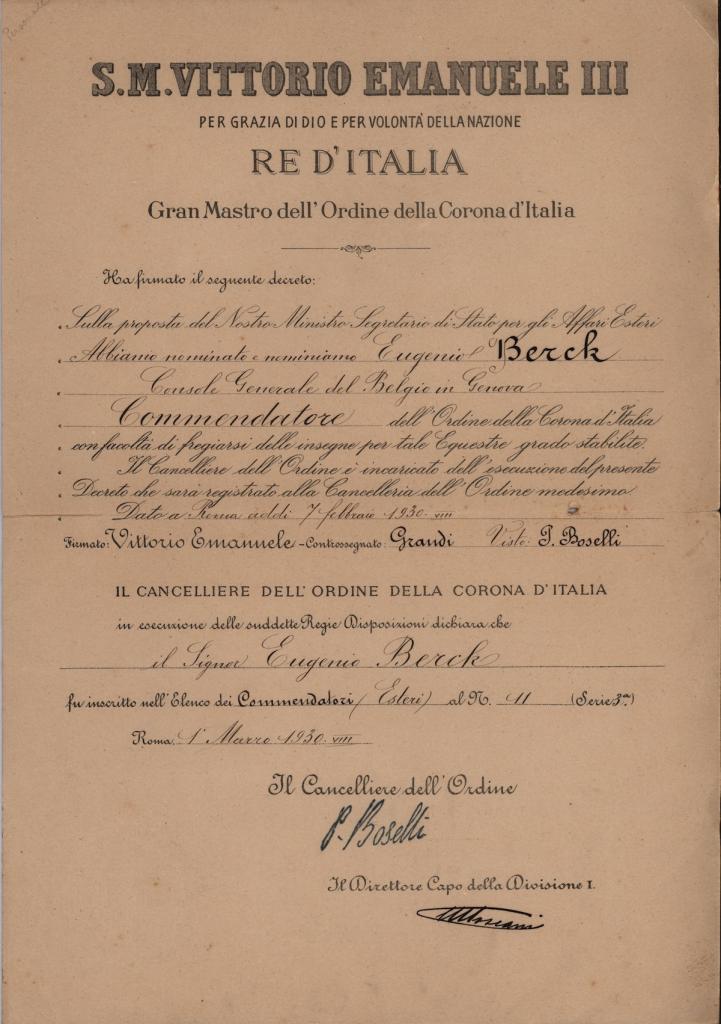 S.M. VITTORIO EMANUELE III
PER GRAZIA DI DIO E PER VOLONTÀ DELLA NAZIONE
RE D'ITALIA
Gran Mastro dell'Ordine della Corona d'Italia
Ha firmato il seguente decreto:
Sulla proposta del Nostro Ministro Segretario di Stato per gli Affari Esteri
Abbiamo nominato e nominiamo Eugenio Berck
Console Generale del Belgio in Genova
Commendatore dell'Ordine della Corona d'Italia
con facoltà di fregiarsi delle insegne per tale Equestre grado stabilite.
Il Cancelliere dell'Ordine è incaricato dell'esecuzione del presente
Decreto che sarà registrato alla Cancelleria dell'Ordine medesimo.
Dato a Roma addì 7 febbraio 1930 - VIII
Firmato: Vittorio Emanuele - Controssegnato: Grandi Visto: P. Boselli
IL CANCELLIERE DELL'ORDINE DELLA CORONA D'ITALIA
in esecuzione delle suddette Regie Disposizioni dichiara che
il Signor Eugenio Berck
fu inscritto nell'Elenco dei Commendatori (Esteri) al N. 11 (Serie 3ª)
Roma, 1° Marzo 1930 - VIII
Il Cancelliere dell'Ordine
P. Boselli
Il Direttore Capo della Divisione I.